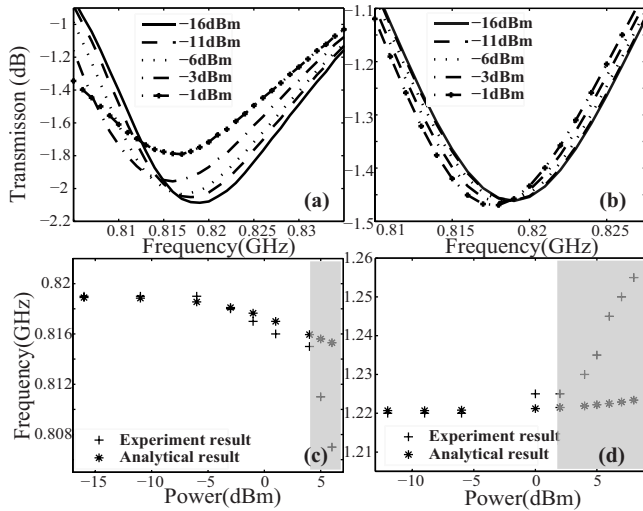 −1
−1.2
−1.4
−1.6
−1.8
−2
−2.2
Transmisson (dB)
−16dBm
−11dBm
−6dBm
−3dBm
−1dBm
(a)
0.81 0.815 0.82 0.825 0.83
Frequency(GHz)
−1.1
−1.2
−1.3
−1.4
−1.5
−16dBm
−11dBm
−6dBm
−3dBm
−1dBm
(b)
0.81 0.815 0.82 0.825
Frequency(GHz)
0.82
0.816
0.812
0.808
Frequency(GHz)
Experiment result
Analytical result
(c)
−15 −10 −5 0 5
Power(dBm)
1.26
1.25
1.24
1.23
1.22
1.21
Experiment result
Analytical result
(d)
−10 −5 0 5
Power(dBm)